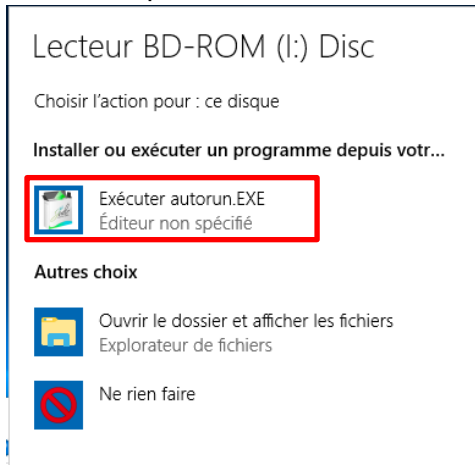 Lecteur BD-ROM (I:) Disc
Choisir l'action pour : ce disque
Installer ou exécuter un programme depuis votr...
Exécuter autorun.EXE
Éditeur non spécifié
Autres choix
Ouvrir le dossier et afficher les fichiers
Explorateur de fichiers
Ne rien faire